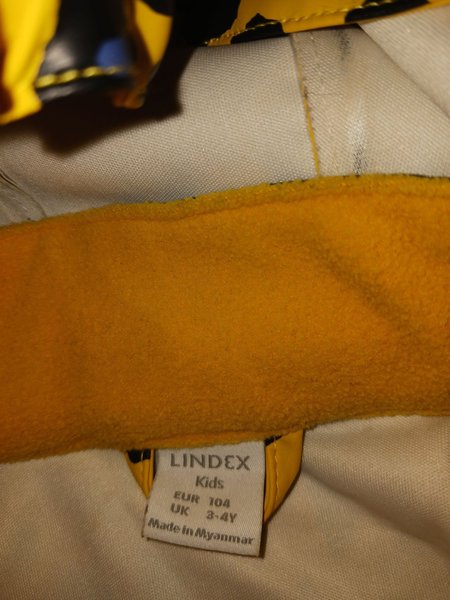 LINDEX
Kids
EUR 104
UK 3-4Y
Made in Myanmar